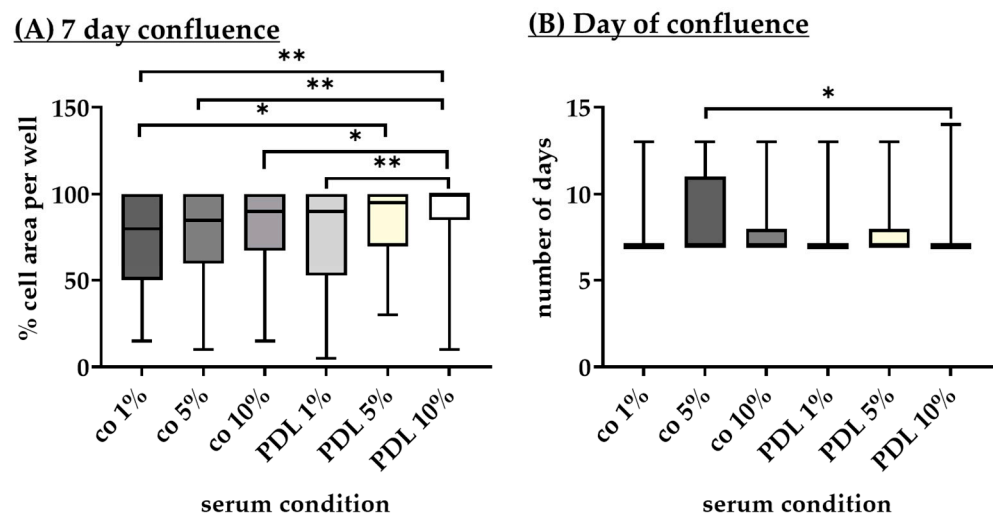 (A) 7 day confluence
**
**
*
*
**
% cell area per well
150
100
50
0
co 1%
co 5%
co 10%
PDL 1%
PDL 5%
PDL 10%
serum condition
(B) Day of confluence
*
number of days
15
10
5
0
co 1%
co 5%
co 10%
PDL 1%
PDL 5%
PDL 10%
serum condition